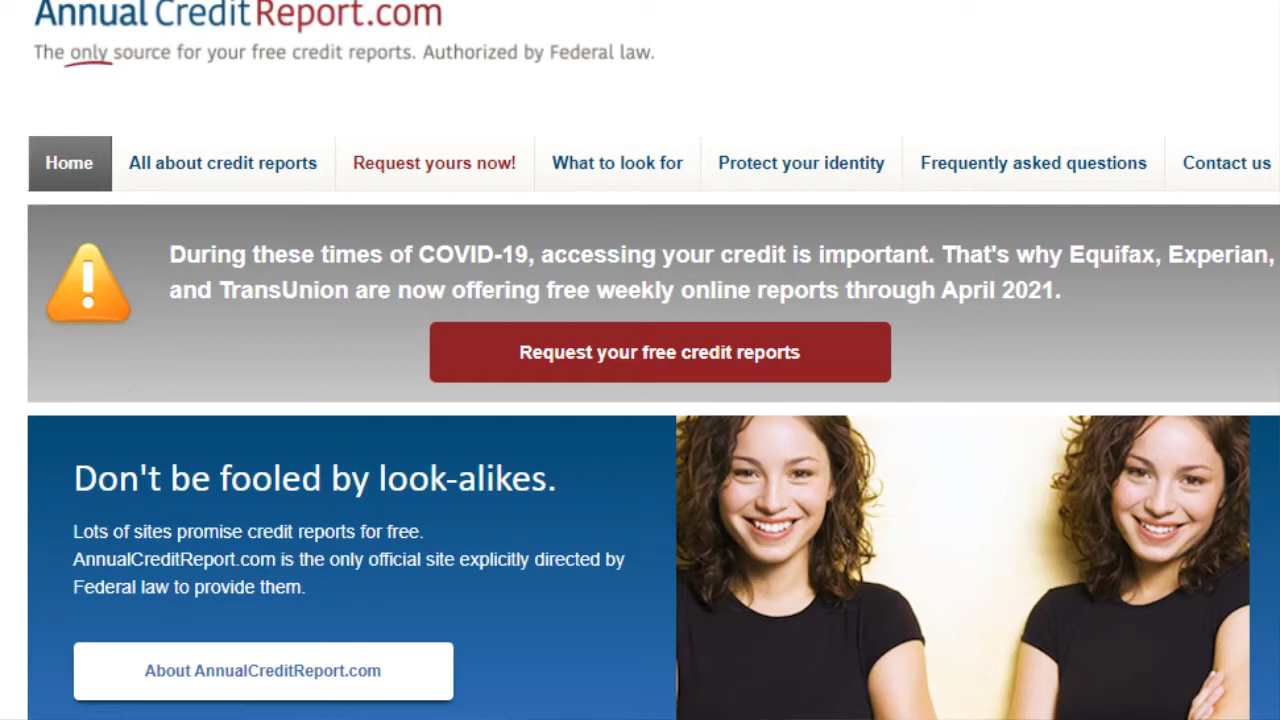 AnnualCreditReport.com
The only source for your free credit reports. Authorized by Federal law.
Home All about credit reports Request yours now! What to look for Protect your identity Frequently asked questions Contact us
During these times of COVID-19, accessing your credit is important. That's why Equifax, Experian,
and TransUnion are now offering free weekly online reports through April 2021.
Request your free credit reports
Don't be fooled by look-alikes.
Lots of sites promise credit reports for free.
AnnualCreditReport.com is the only official site explicitly directed by
Federal law to provide them.
About AnnualCreditReport.com